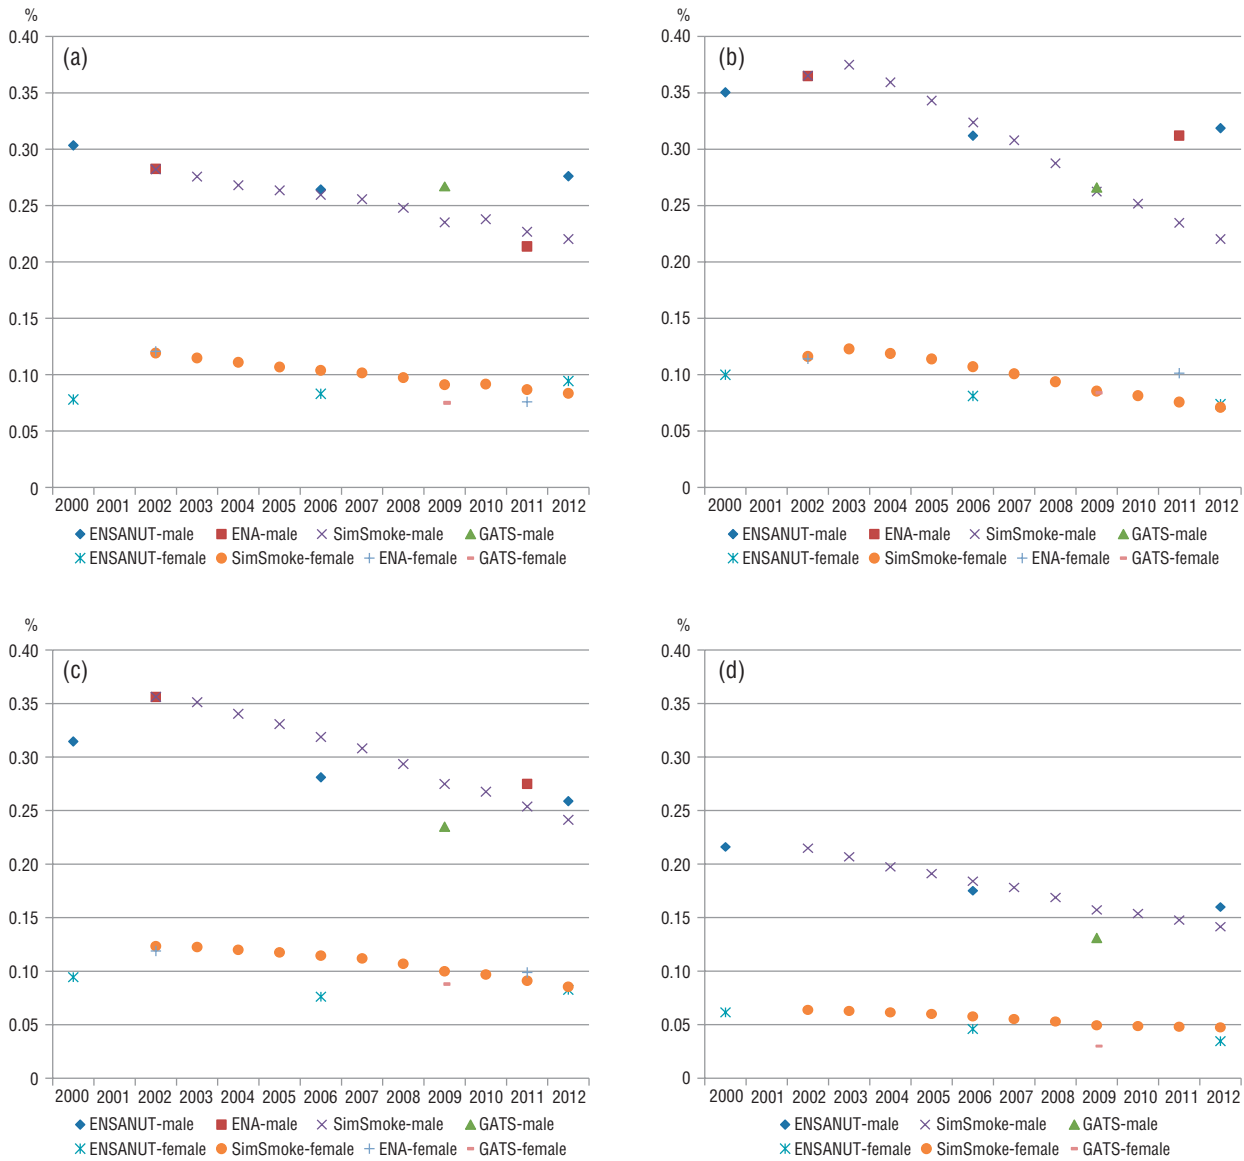 %
0.40
(a)
0.35
0.30
0.25
0.20
0.15
0.10
0.05
0
2000 2001 2002 2003 2004 2005 2006 2007 2008 2009 2010 2011 2012
ENSANUT-male ENA-male SimSmoke-male GATS-male
ENSANUT-female SimSmoke-female ENA-female GATS-female
%
0.40
(b)
0.35
0.30
0.25
0.20
0.15
0.10
0.05
0
2000 2001 2002 2003 2004 2005 2006 2007 2008 2009 2010 2011 2012
ENSANUT-male ENA-male SimSmoke-male GATS-male
ENSANUT-female SimSmoke-female ENA-female GATS-female
%
0.40
(c)
0.35
0.30
0.25
0.20
0.15
0.10
0.05
0
2000 2001 2002 2003 2004 2005 2006 2007 2008 2009 2010 2011 2012
ENSANUT-male ENA-male SimSmoke-male GATS-male
ENSANUT-female SimSmoke-female ENA-female GATS-female
%
0.40
(d)
0.35
0.30
0.25
0.20
0.15
0.10
0.05
0
2000 2001 2002 2003 2004 2005 2006 2007 2008 2009 2010 2011 2012
ENSANUT-male SimSmoke-male GATS-male
ENSANUT-female SimSmoke-female GATS-female